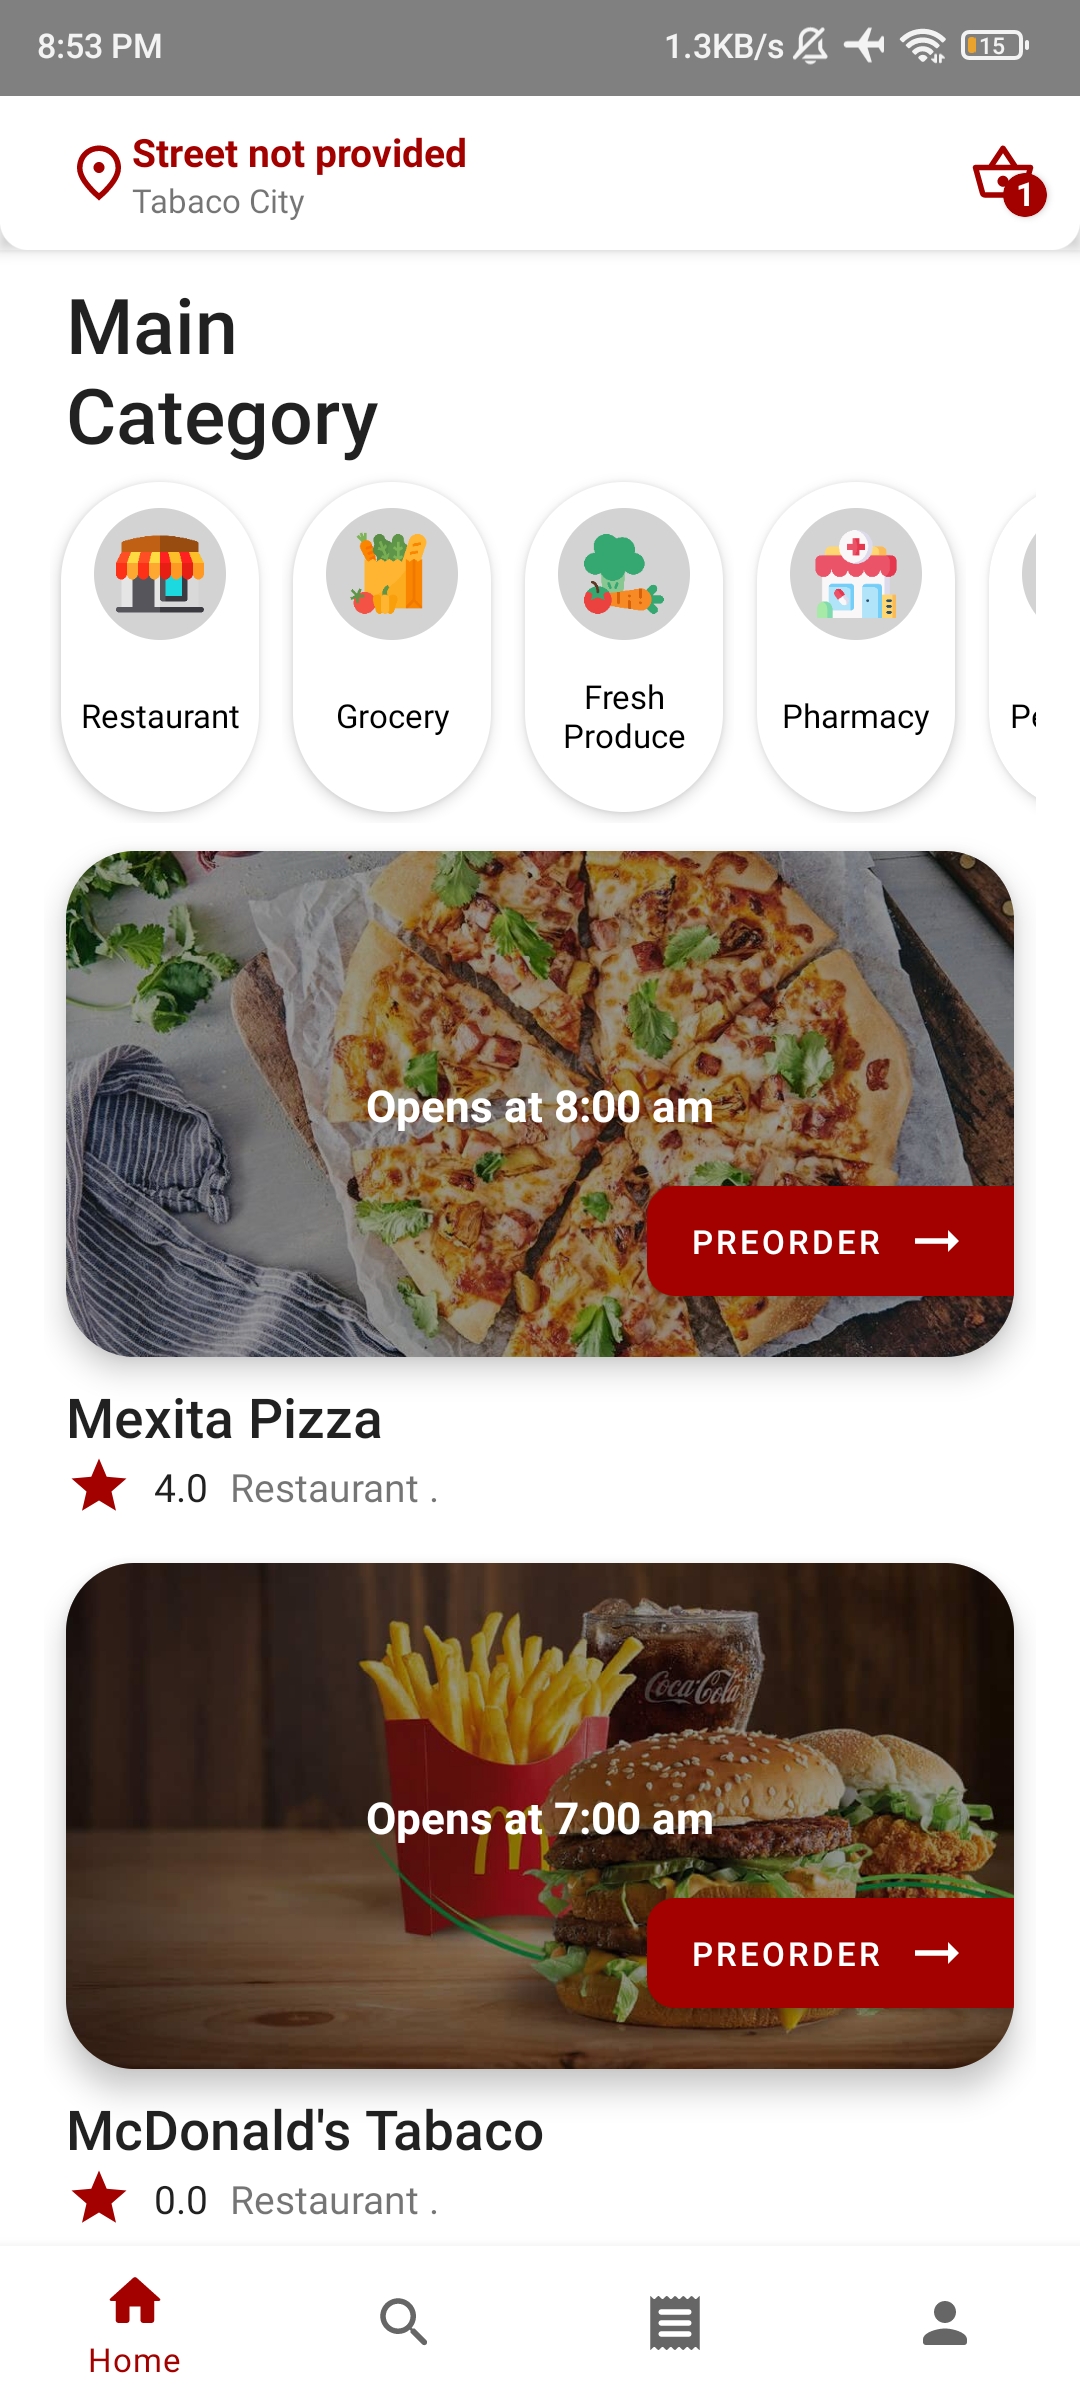 8:53 PM
1.3KB/s
15
Street not provided
Tabaco City
1
Main
Category
Restaurant
Grocery
Fresh
Produce
Pharmacy
Opens at 8:00 am
PREORDER
Mexita Pizza
4.0 Restaurant .
Coca-Cola
Opens at 7:00 am
PREORDER
McDonald's Tabaco
0.0 Restaurant .
Home